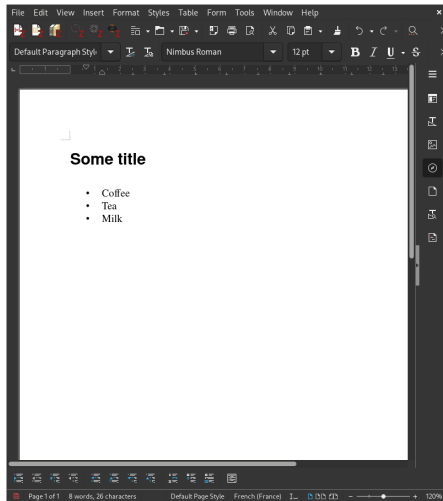 File Edit View Insert Format Styles Table Form Tools Window Help
Default Paragraph Style Nimbus Roman 12 pt B I U S
Some title
• Coffee
• Tea
• Milk
Page 1 of 1 8 words, 26 characters Default Page Style French (France) 120%